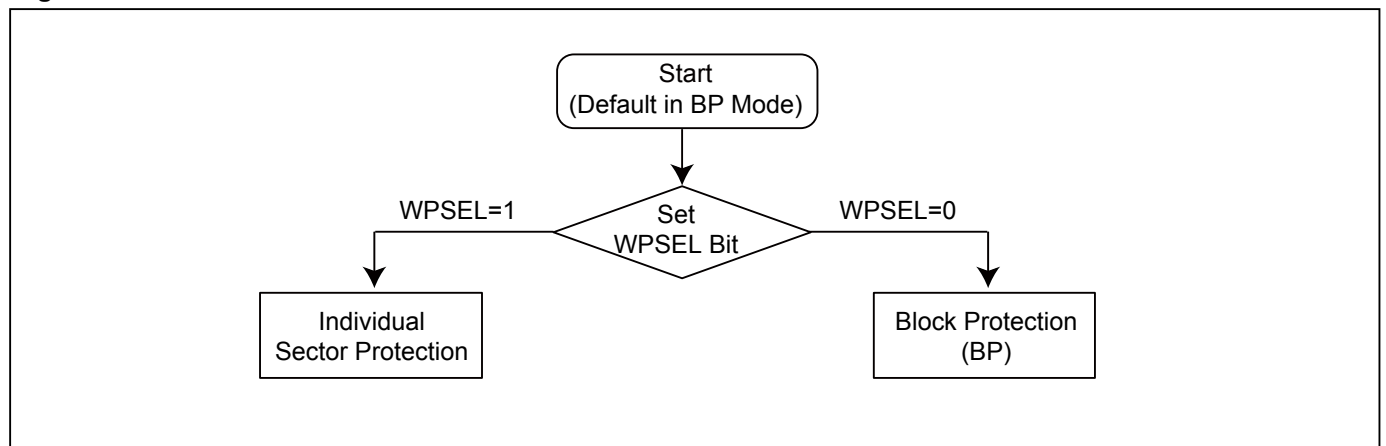 Start
(Default in BP Mode)
WPSEL=1
Set
WPSEL Bit
WPSEL=0
Individual
Sector Protection
Block Protection
(BP)